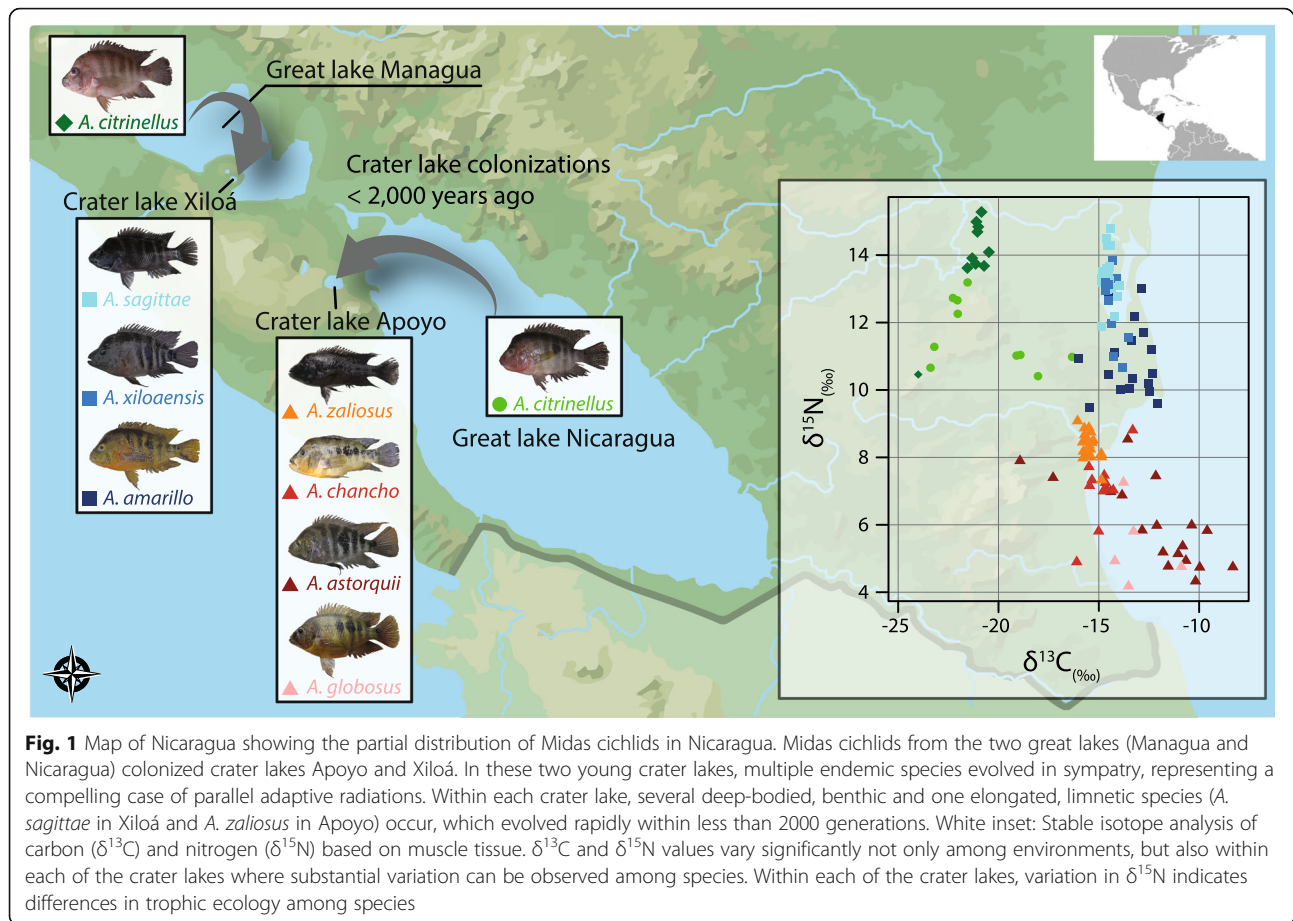 Great lake Managua
A. citrinellus
Crater lake colonizations
< 2,000 years ago
Crater lake Xiloá
A. sagittae
A. xiloaensis
A. amarillo
Crater lake Apoyo
A. zaliosus
A. chancho
A. astorquii
A. globosus
A. citrinellus
Great lake Nicaragua
14
12
10
8
6
4
δ15N(‰)
-25 -20 -15 -10
δ13C(‰)
Fig. 1 Map of Nicaragua showing the partial distribution of Midas cichlids in Nicaragua. Midas cichlids from the two great lakes (Managua and
Nicaragua) colonized crater lakes Apoyo and Xiloá. In these two young crater lakes, multiple endemic species evolved in sympatry, representing a
compelling case of parallel adaptive radiations. Within each crater lake, several deep-bodied, benthic and one elongated, limnetic species (A.
sagittae in Xiloá and A. zaliosus in Apoyo) occur, which evolved rapidly within less than 2000 generations. White inset: Stable isotope analysis of
carbon (δ13C) and nitrogen (δ15N) based on muscle tissue. δ13C and δ15N values vary significantly not only among environments, but also within
each of the crater lakes where substantial variation can be observed among species. Within each of the crater lakes, variation in δ15N indicates
differences in trophic ecology among species